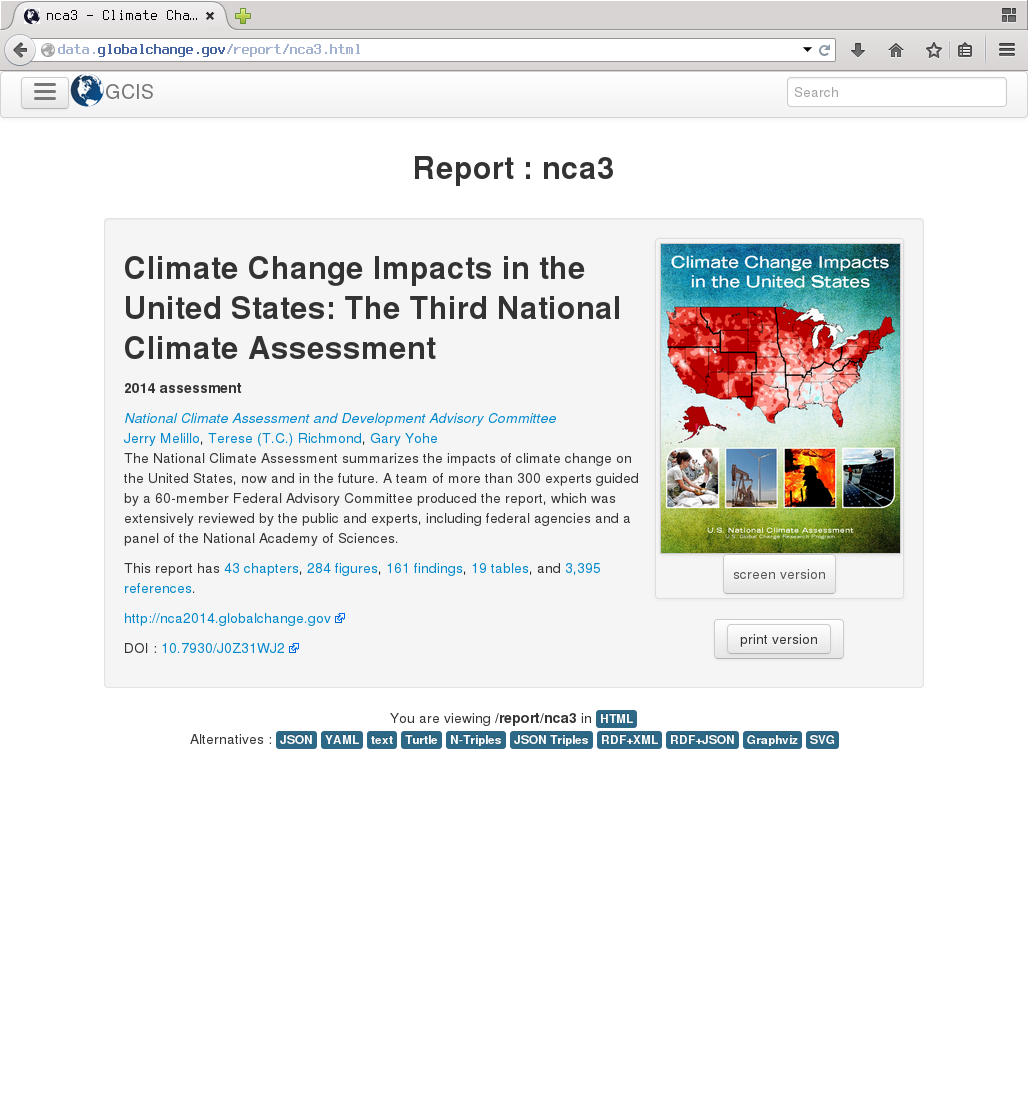 nca3 - Climate Cha...
data.globalchange.gov/report/nca3.html
GCIS
Search
Report : nca3
Climate Change Impacts in the
United States: The Third National
Climate Assessment
2014 assessment
National Climate Assessment and Development Advisory Committee
Jerry Melillo, Terese (T.C.) Richmond, Gary Yohe
The National Climate Assessment summarizes the impacts of climate change on
the United States, now and in the future. A team of more than 300 experts guided
by a 60-member Federal Advisory Committee produced the report, which was
extensively reviewed by the public and experts, including federal agencies and a
panel of the National Academy of Sciences.
This report has 43 chapters, 284 figures, 161 findings, 19 tables, and 3,395
references.
http://nca2014.globalchange.gov
DOI : 10.7930/J0Z31WJ2
Climate Change Impacts
in the United States
U.S. National Climate Assessment
U.S. Global Change Research Program
screen version
print version
You are viewing /report/nca3 in HTML
Alternatives : JSON YAML text Turtle N-Triples JSON Triples RDF+XML RDF+JSON Graphviz SVG